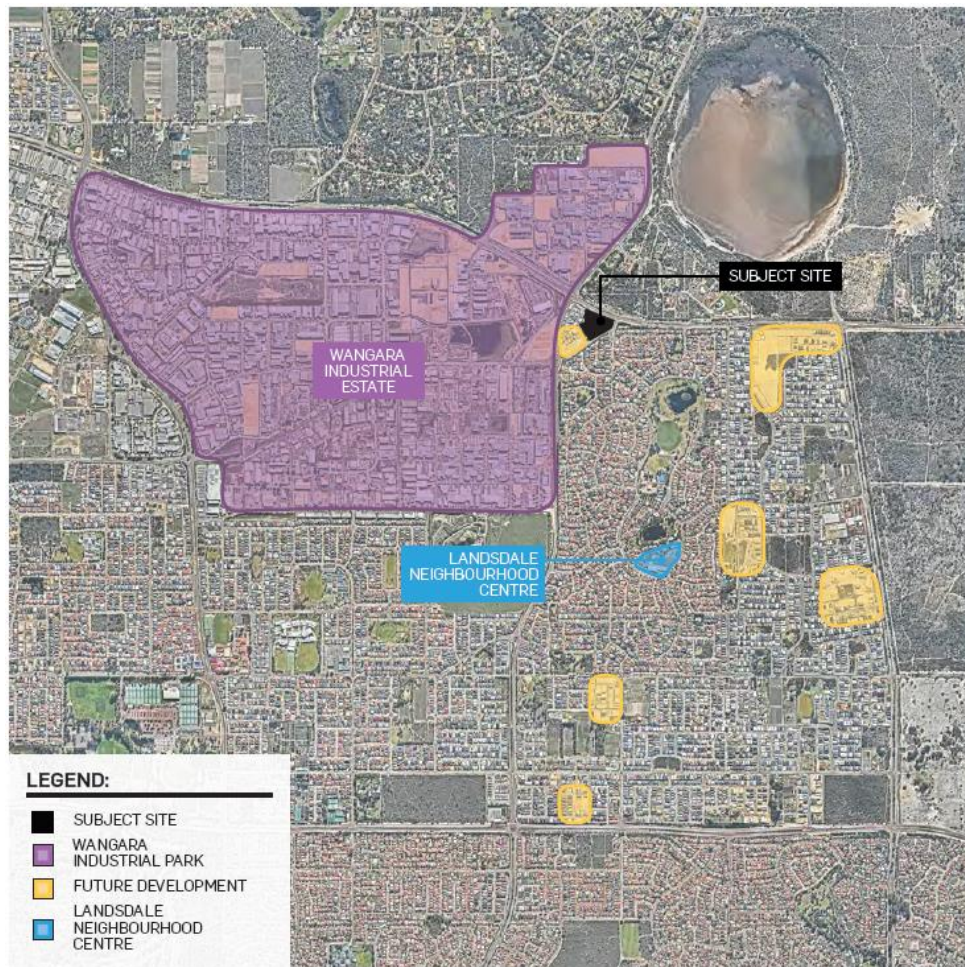 SUBJECT SITE
WANGARA
INDUSTRIAL
ESTATE
LANDSDALE
NEIGHBOURHOOD
CENTRE
LEGEND:
SUBJECT SITE
WANGARA
INDUSTRIAL PARK
FUTURE DEVELOPMENT
LANDSDALE
NEIGHBOURHOOD
CENTRE